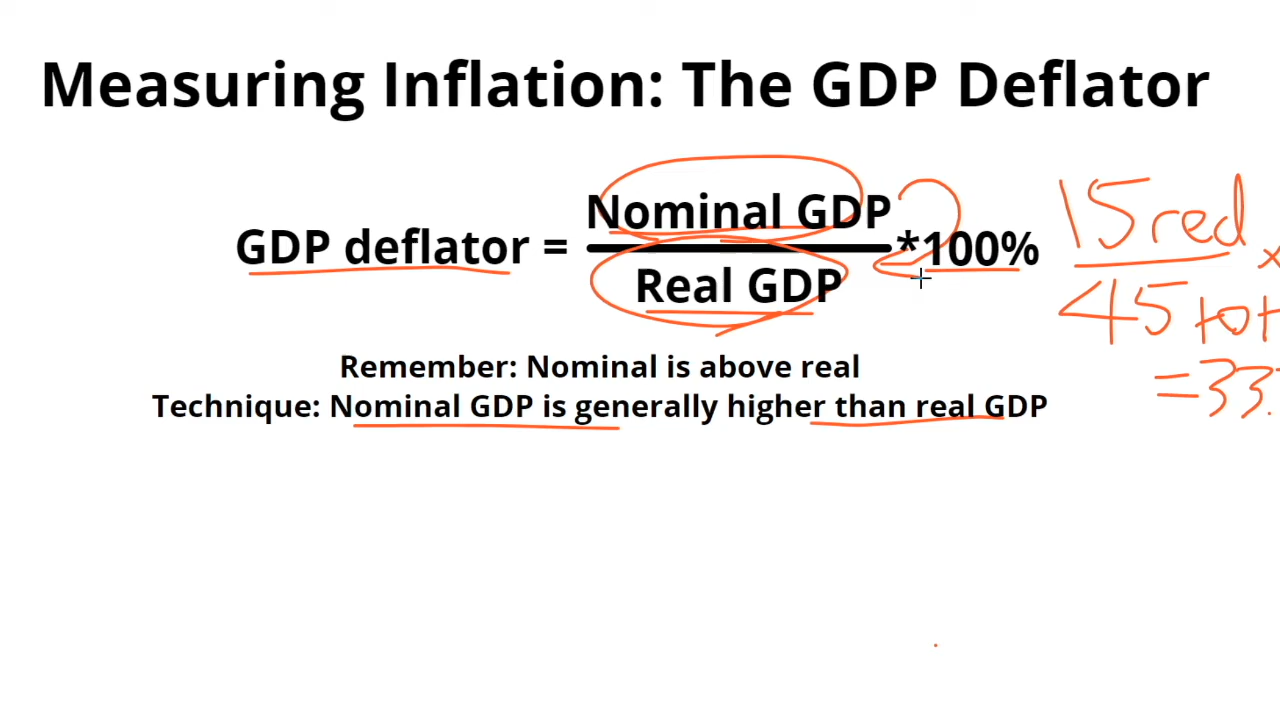 Measuring Inflation: The GDP Deflator
GDP deflator = Nominal GDP
Real GDP
*100%
15 red
45 tot
=33
Remember: Nominal is above real
Technique: Nominal GDP is generally higher than real GDP